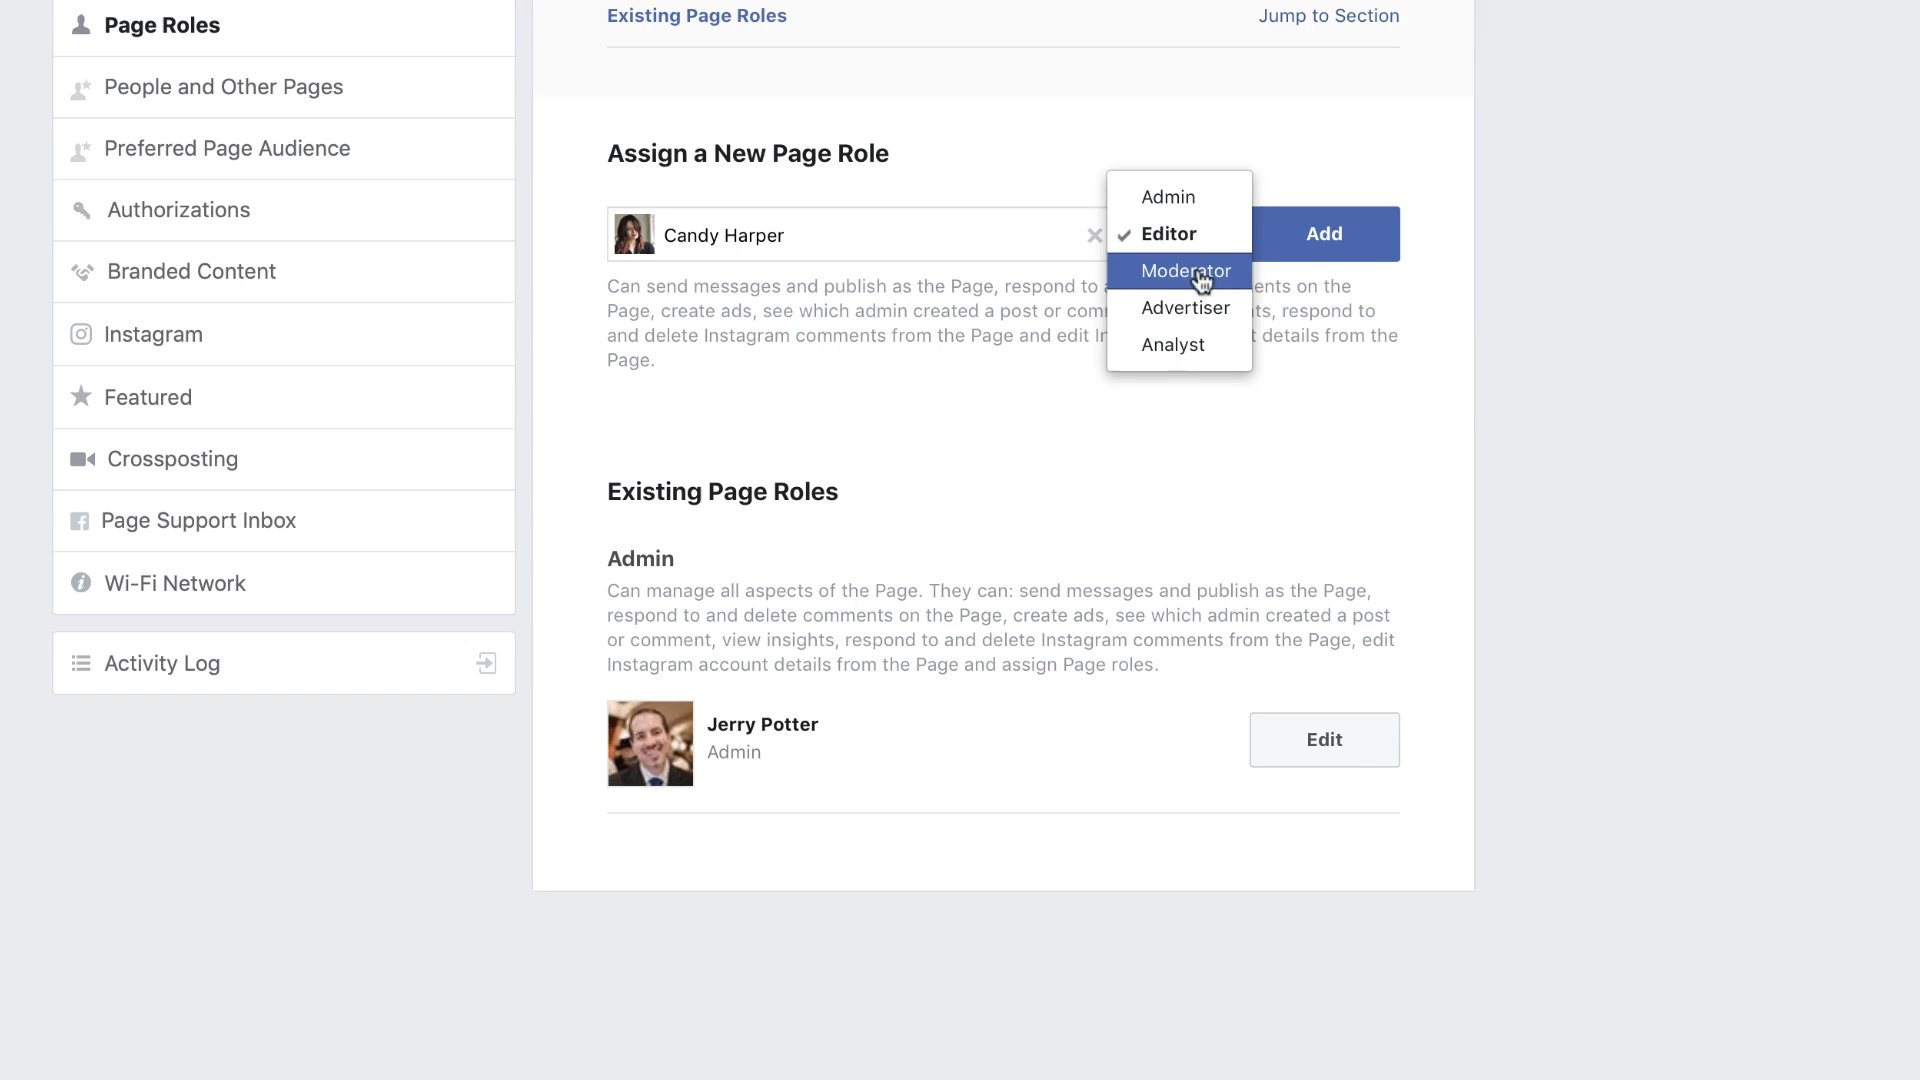 Page Roles
People and Other Pages
Preferred Page Audience
Authorizations
Branded Content
Instagram
Featured
Crossposting
Page Support Inbox
Wi-Fi Network
Activity Log
Existing Page Roles
Jump to Section
Assign a New Page Role
Candy Harper
Add
Admin
Editor
Moderator
Advertiser
Analyst
Can send messages and publish as the Page, respond to ents on the
Page, create ads, see which admin created a post or com ts, respond to
and delete Instagram comments from the Page and edit In details from the
Page.
Existing Page Roles
Admin
Can manage all aspects of the Page. They can: send messages and publish as the Page,
respond to and delete comments on the Page, create ads, see which admin created a post
or comment, view insights, respond to and delete Instagram comments from the Page, edit
Instagram account details from the Page and assign Page roles.
Jerry Potter
Admin
Edit